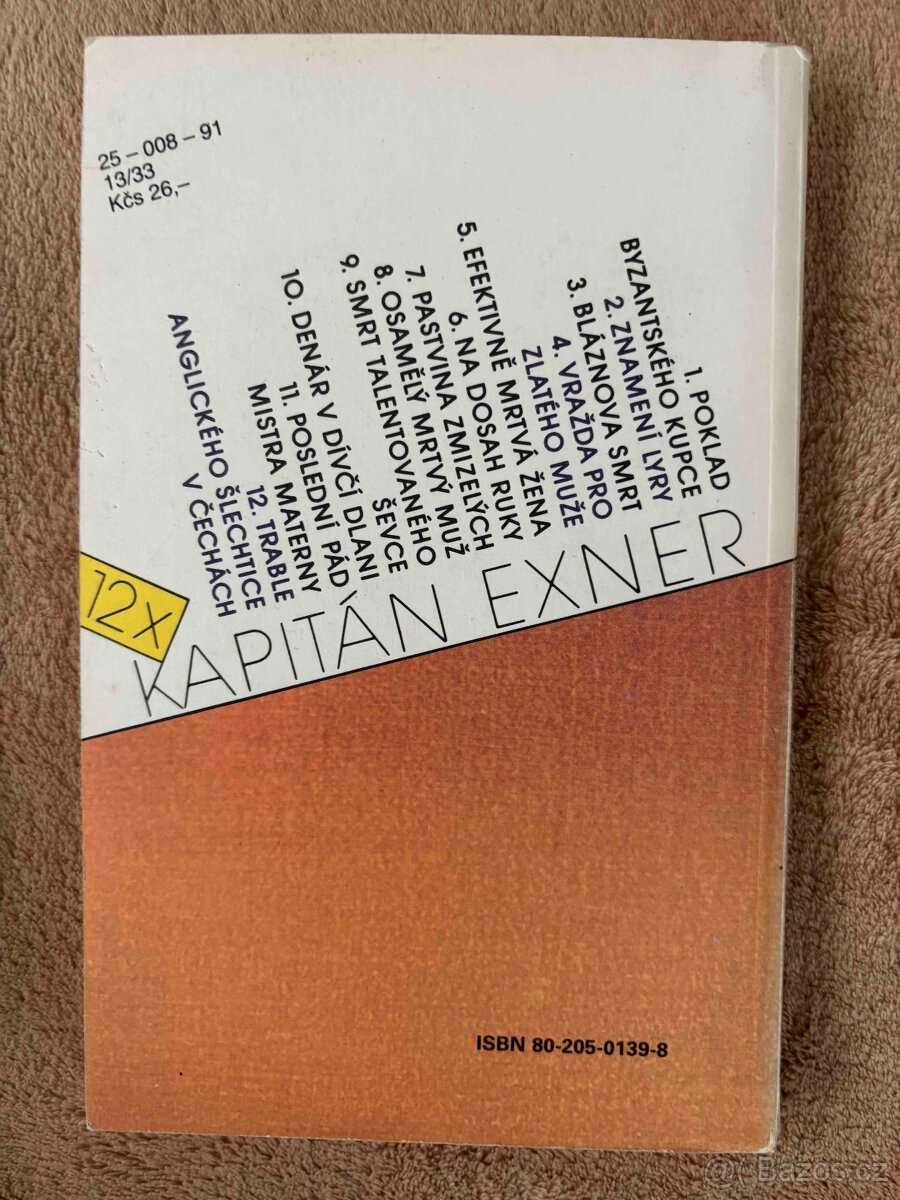 25-008-91
13/33
Kčs 26,-
1. POKLAD
BYZANTSKÉHO KUPCE
2. ZNAMENÍ LYRY
3. BLÁZNOVA SMRT
4. VRAŽDA PRO
ZLATÉHO MUŽE
5. EFEKTIVNĚ MRTVÁ ŽENA
6. NA DOSAH RUKY
7. PASTVINA ZMIZELÝCH
8. OSAMĚLÝ MRTVÝ MUŽ
9. SMRT TALENTOVANÉHO
ŠEVCE
10. DENÁR V DÍVČÍ DLANI
11. POSLEDNÍ PÁD
MISTRA MATERNY
12. TRABLE
ANGLICKÉHO ŠLECHTICE
V ČECHÁCH
12x
KAPITÁN EXNER
ISBN 80-205-0139-8
Bazos.cz